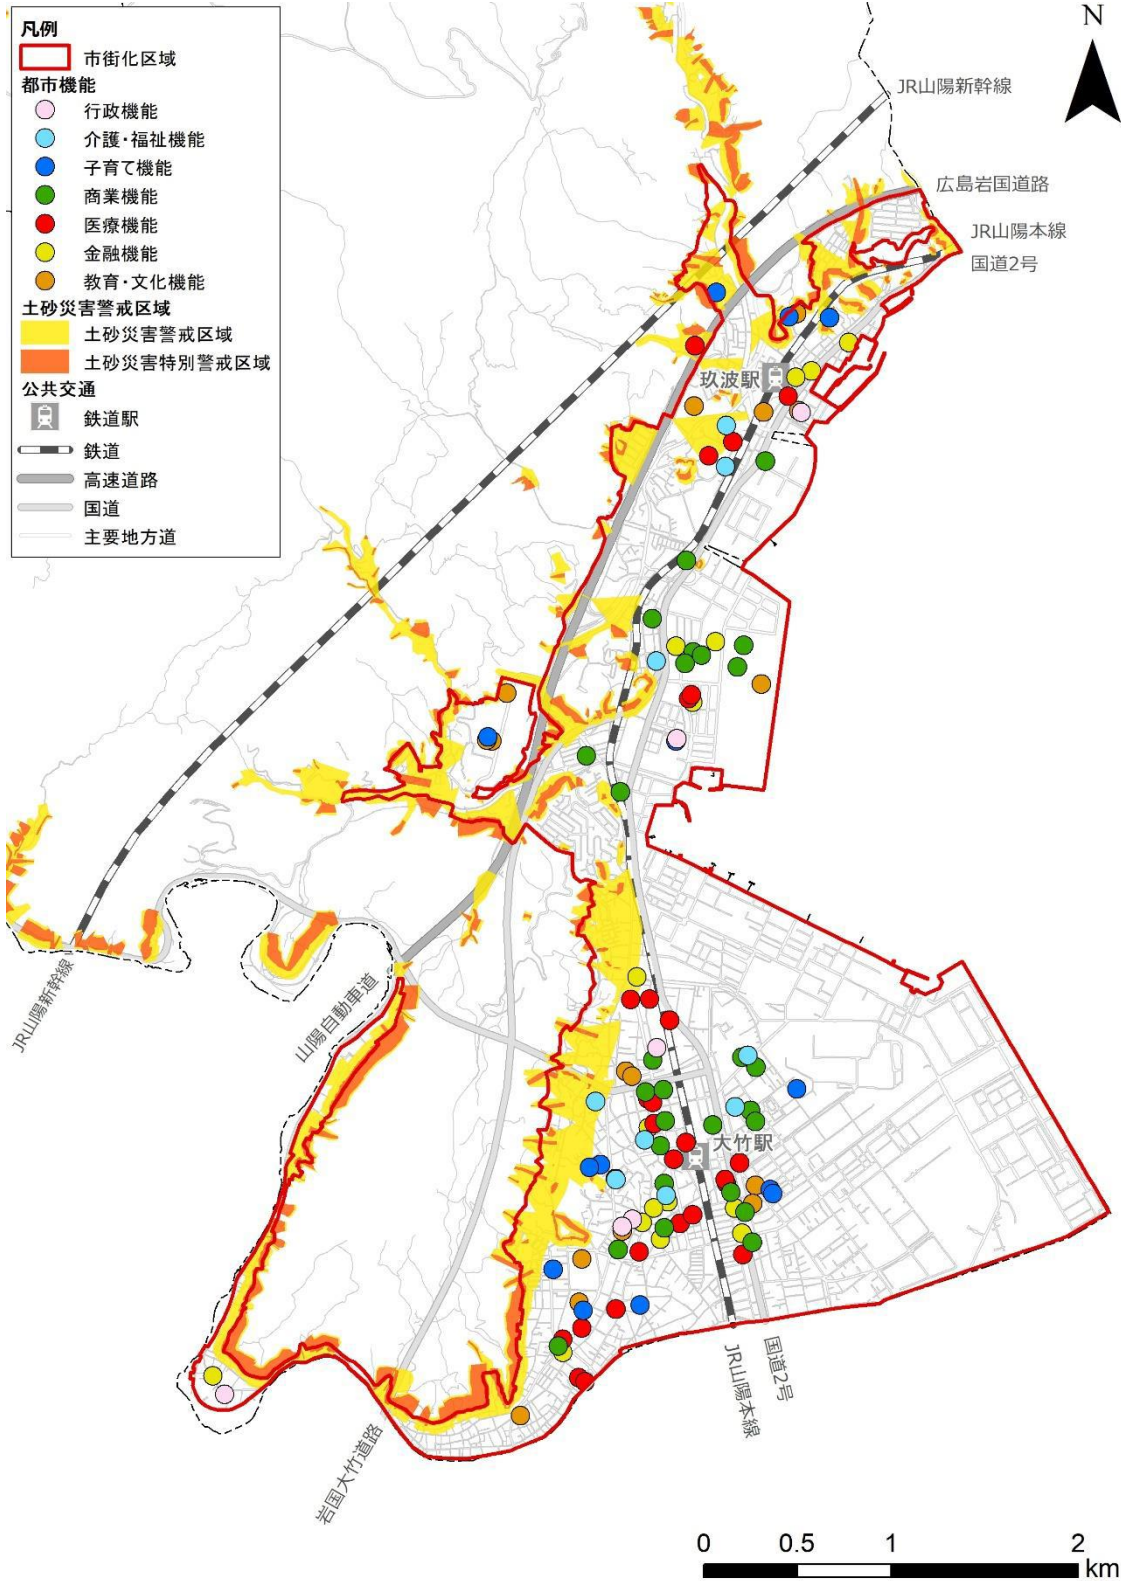 凡例
市街化区域
都市機能
行政機能
介護・福祉機能
子育て機能
商業機能
医療機能
金融機能
教育・文化機能
土砂災害警戒区域
土砂災害警戒区域
土砂災害特別警戒区域
公共交通
鉄道駅
鉄道
高速道路
国道
主要地方道
N
JR山陽新幹線
広島岩国道路
JR山陽本線
国道2号
玖波駅
JR山陽新幹線
山陽自動車道
大竹駅
岩国大竹道路
JR山陽本線
国道2号
0 0.5 1 2
km